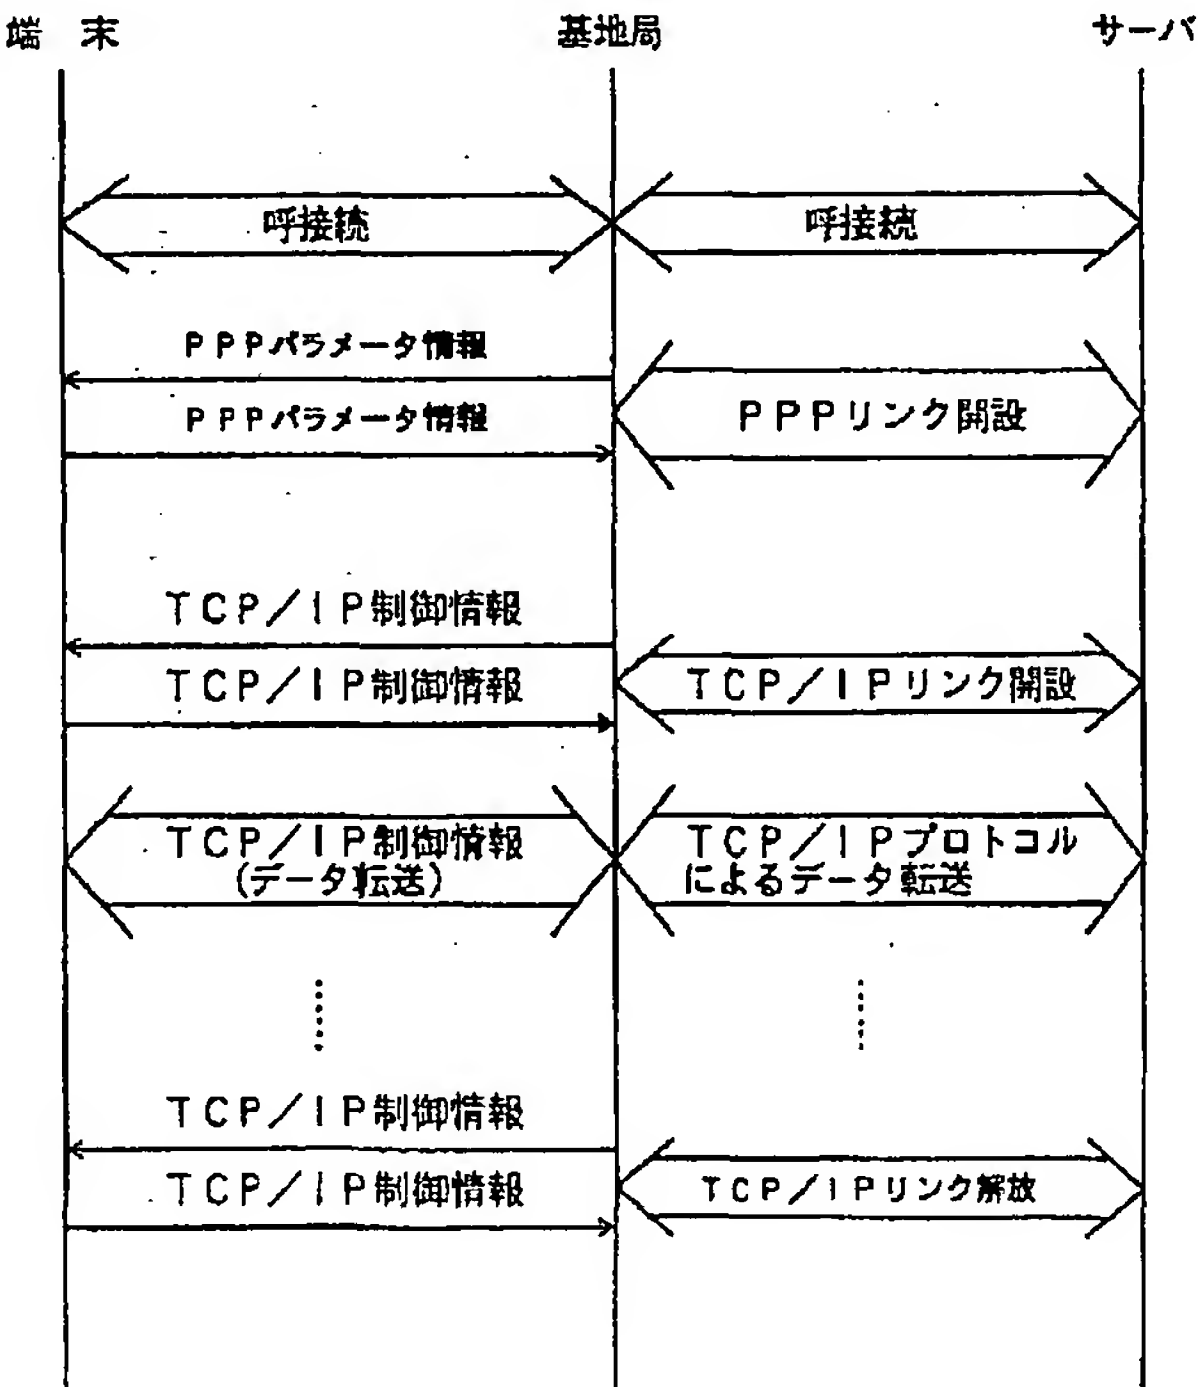 端 末
基地局
サーバ
呼接続
呼接続
PPPパラメータ情報
PPPパラメータ情報
PPPリンク開設
TCP/IP制御情報
TCP/IP制御情報
TCP/IPリンク開設
TCP/IP制御情報
(データ転送)
TCP/IPプロトコル
によるデータ転送
TCP/IP制御情報
TCP/IP制御情報
TCP/IPリンク解放